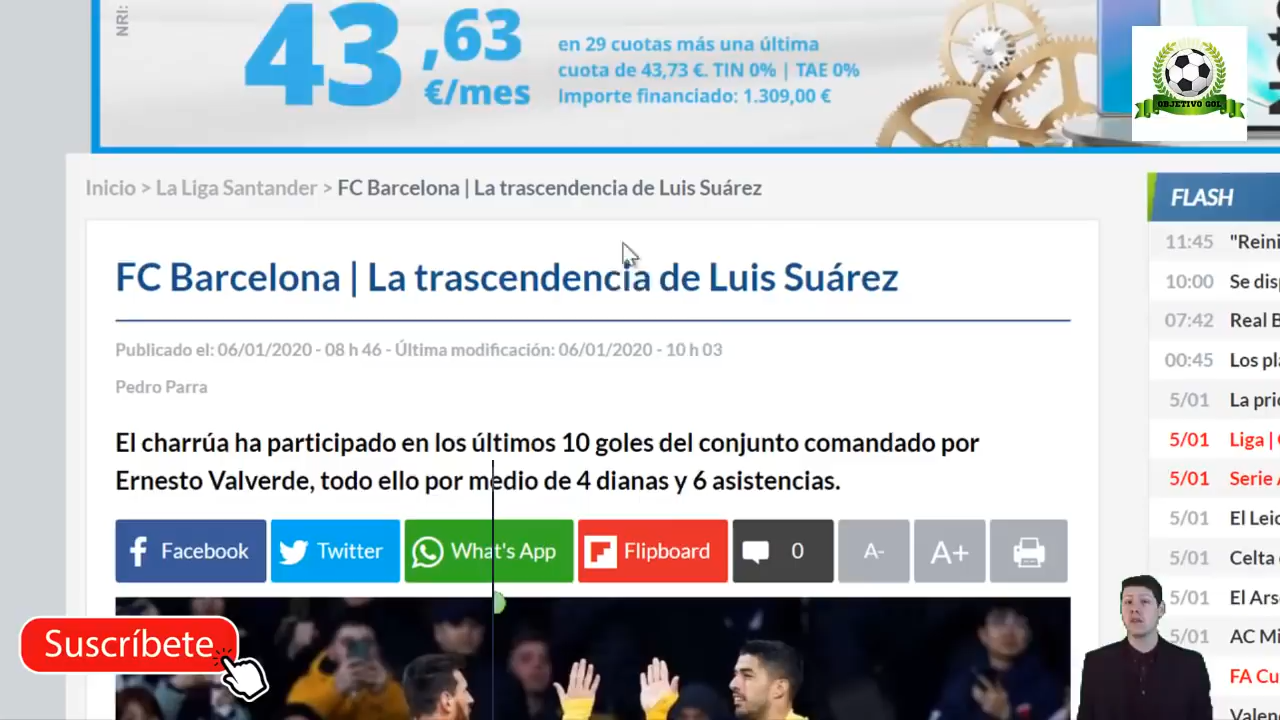 NRI:
43,63
€/mes
en 29 cuotas más una última
cuota de 43,73 €. TIN 0% | TAE 0%
Importe financiado: 1.309,00 €
OBJETIVO GOL
Inicio > La Liga Santander > FC Barcelona | La trascendencia de Luis Suárez
FC Barcelona | La trascendencia de Luis Suárez
Publicado el: 06/01/2020 - 08 h 46 - Última modificación: 06/01/2020 - 10 h 03
Pedro Parra
El charrúa ha participado en los últimos 10 goles del conjunto comandado por
Ernesto Valverde, todo ello por medio de 4 dianas y 6 asistencias.
Facebook
Twitter
What's App
Flipboard
0
A-
A+
Suscríbete
FLASH
11:45 "Reini
10:00 Se dis
07:42 Real B
00:45 Los pl
5/01 La pri
5/01 Liga |
5/01 Serie
5/01 El Lei
5/01 Celta
5/01 El Ars
5/01 AC Mi
FA Cu
Valen